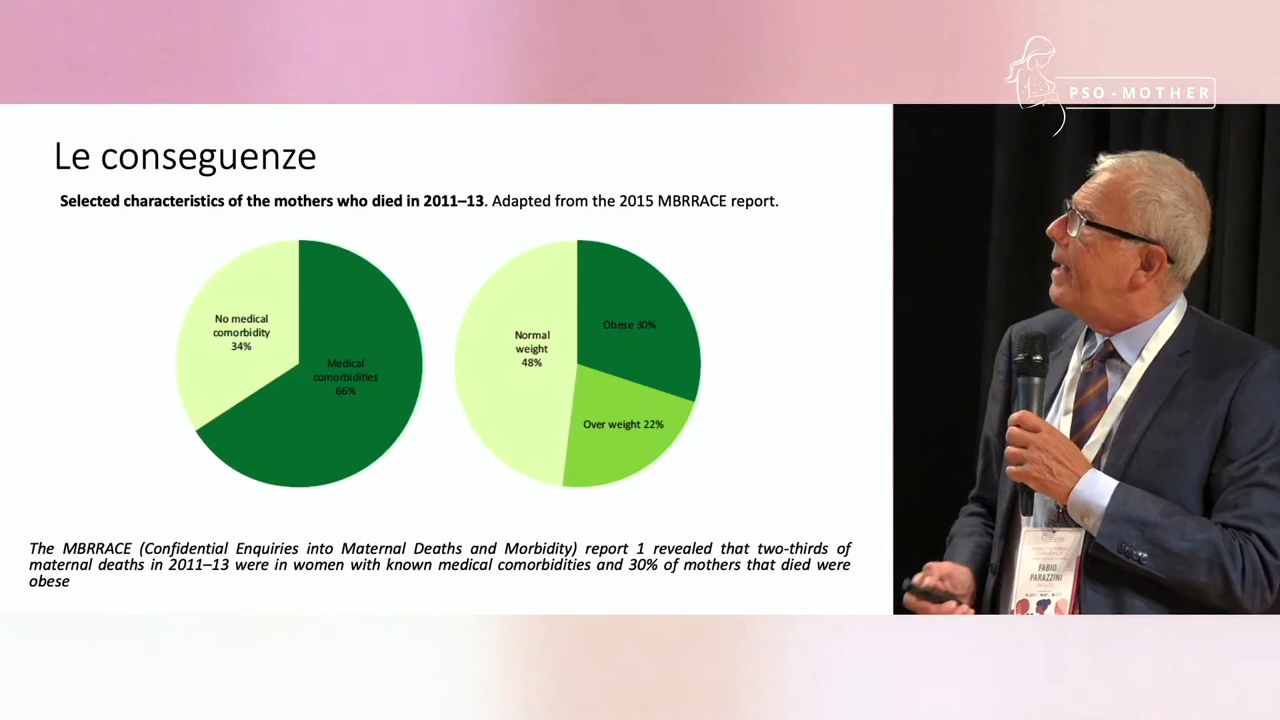 PSO-MOTHER
Le conseguenze
Selected characteristics of the mothers who died in 2011–13. Adapted from the 2015 MBRRACE report.
No medical
comorbidity
34%
Medical
comorbidities
66%
Normal
weight
48%
Obese 30%
Over weight 22%
The MBRRACE (Confidential Enquiries into Maternal Deaths and Morbidity) report 1 revealed that two-thirds of
maternal deaths in 2011–13 were in women with known medical comorbidities and 30% of mothers that died were
obese
FABIO
PARAZZINI